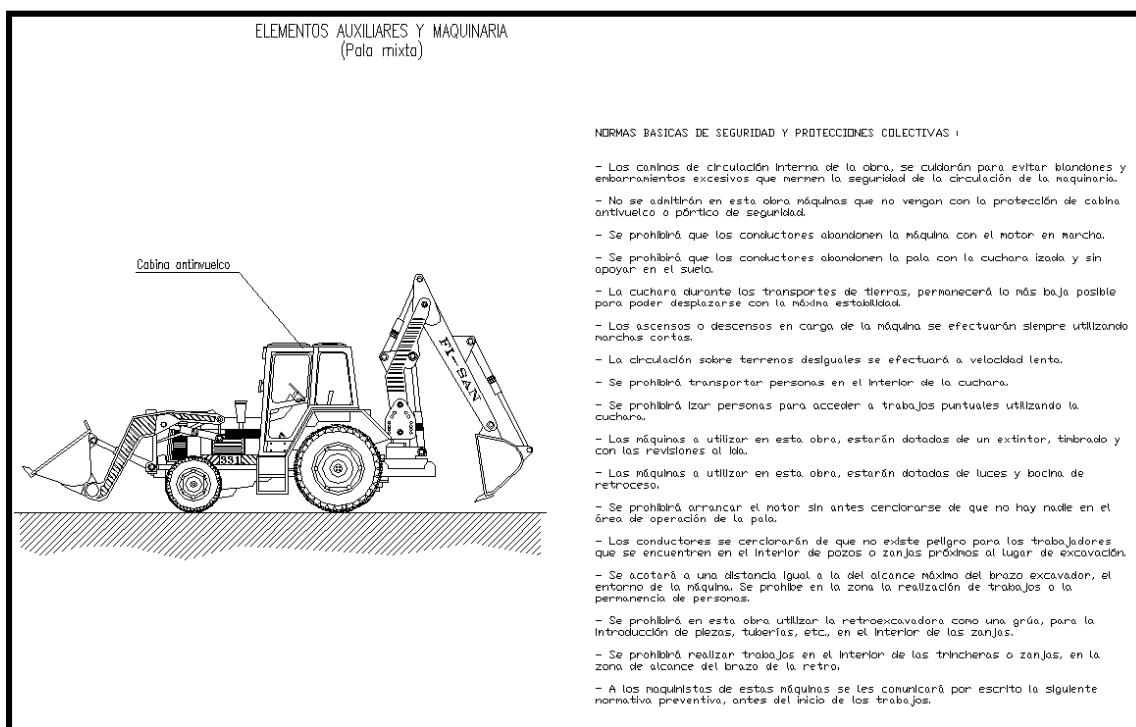 ELEMENTOS AUXILIARES Y MAQUINARIA
(Pala mixta)
NORMAS BASICAS DE SEGURIDAD Y PROTECCIONES COLECTIVAS :
- Los caminos de circulación interna de la obra, se cuidarán para evitar blandones y
embarramientos excesivos que mermen la seguridad de la circulación de la maquinaria.
- No se admitirán en esta obra máquinas que no vengan con la protección de cabina
antivuelco o pórtico de seguridad.
- Se prohibirá que los conductores abandonen la máquina con el motor en marcha.
- Se prohibirá que los conductores abandonen la pala con la cuchara izada y sin
apoyar en el suelo.
- La cuchara durante los transportes de tierras, permanecerá lo más baja posible
para poder desplazarse con la máxima estabilidad.
- Los ascensos o descensos en carga de la máquina se efectuarán siempre utilizando
marchas cortas.
- La circulación sobre terrenos desiguales se efectuará a velocidad lenta.
- Se prohibirá transportar personas en el interior de la cuchara.
- Se prohibirá izar personas para acceder a trabajos puntuales utilizando la
cuchara.
- Las máquinas a utilizar en esta obra, estarán dotadas de un extintor, timbrado y
con las revisiones al ida.
- Las máquinas a utilizar en esta obra, estarán dotadas de luces y bocina de
retroceso.
- Se prohibirá arrancar el motor sin antes cerciorarse de que no hay nadie en el
área de operación de la pala.
- Los conductores se cerciorarán de que no existe peligro para los trabajadores
que se encuentren en el interior de pozos o zanjas próximos al lugar de excavación.
- Se acotará a una distancia igual a la del alcance máximo del brazo excavador, el
entorno de la máquina. Se prohibe en la zona la realización de trabajos o la
permanencia de personas.
- Se prohibirá en esta obra utilizar la retroexcavadora como una grúa, para la
introducción de piezas, tuberías, etc., en el interior de las zanjas.
- Se prohibirá realizar trabajos en el interior de las trincheras o zanjas, en la
zona de alcance del brazo de la retro.
- A los maquinistas de estas máquinas se les comunicará por escrito la siguiente
normativa preventiva, antes del inicio de los trabajos.
Cabina antinvuelco
FI-SAN
331